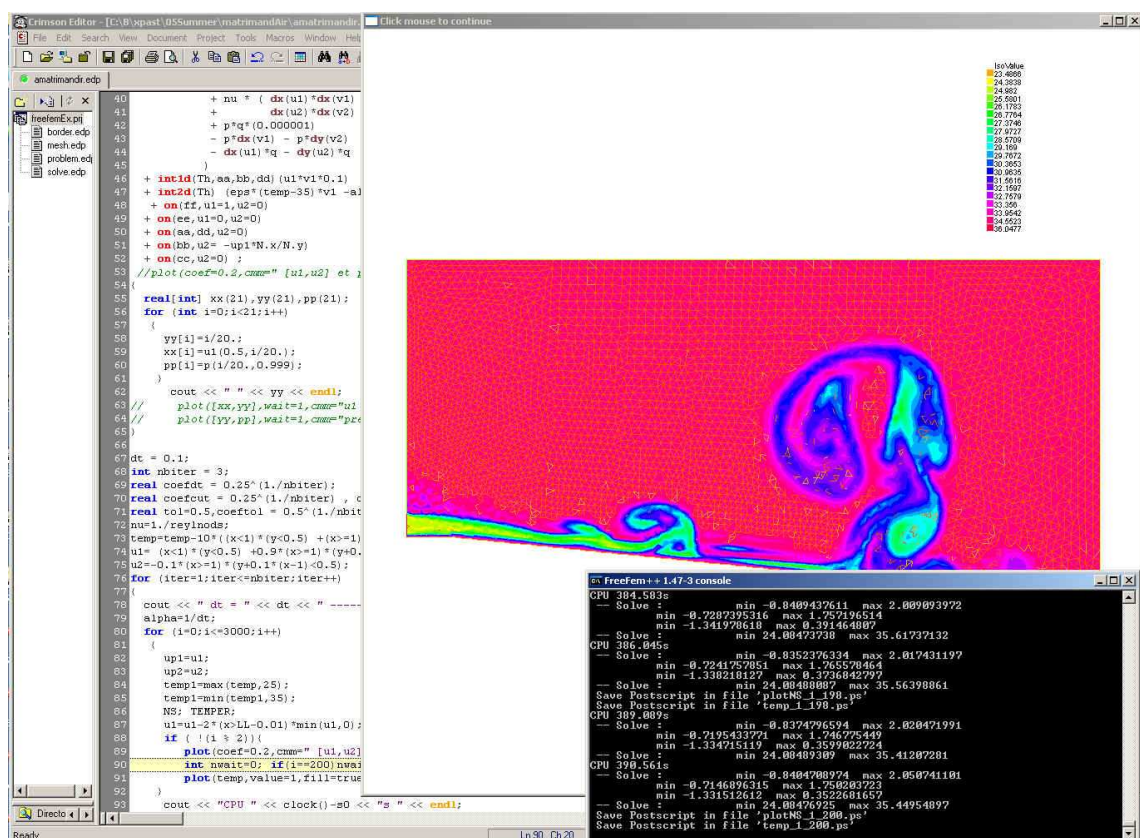 Crimson Editor - [C:\8\xpast\05Summer\matrimandAir\amatrimandir.
File Edit Search View Document Project Tools Macros Window Help
amatrimandir.edp
freefemEx.prj
border.edp
mesh.edp
problem.edp
solve.edp
Directo
40 + nu * ( dx(u1)*dx(v1)
41 + dx(u2)*dx(v2)
42 + p*q*(0.000001)
43 - p*dx(v1) - p*dy(v2)
44 - dx(u1)*q - dy(u2)*q
45 )
46 + int1d(Th,aa,bb,dd)(u1*v1*0.1)
47 + int2d(Th) (eps*(temp-35)*v1 -al
48 + on(ff,u1=1,u2=0)
49 + on(ee,u1=0,u2=0)
50 + on(aa,dd,u2=0)
51 + on(bb,u2= -up1*N.x/N.y)
52 + on(cc,u2=0) ;
53 //plot(coef=0.2,cmm=" [u1,u2] et p
54 {
55 real[int] xx(21),yy(21),pp(21);
56 for (int i=0;i<21;i++)
57 {
58 yy[i]=i/20.;
59 xx[i]=u1(0.5,i/20.);
60 pp[i]=p(i/20.,0.999);
61 }
62 cout << " " << yy << endl;
63 // plot([xx,yy],wait=1,cmm="u1
64 // plot([yy,pp],wait=1,cmm="pre
65 }
66
67 dt = 0.1;
68 int nbiter = 3;
69 real coefdt = 0.25^(1./nbiter);
70 real coefcut = 0.25^(1./nbiter) , c
71 real tol=0.5,coeftol = 0.5^(1./nbit
72 nu=1./reylnods;
73 temp=temp-10*((x<1)*(y<0.5) +(x>=1)
74 u1= (x<1)*(y<0.5) +0.9*(x>=1)*(y+0.
75 u2=-0.1*(x>=1)*(y+0.1*(x-1)<0.5);
76 for (iter=1;iter<=nbiter;iter++)
77 {
78 cout << " dt = " << dt << " -----
79 alpha=1/dt;
80 for (i=0;i<=3000;i++)
81 {
82 up1=u1;
83 up2=u2;
84 temp1=max(temp,25);
85 temp1=min(temp1,35);
86 NS; TEMPER;
87 u1=u1-2*(x>LL-0.01)*min(u1,0);
88 if ( !(i % 2)){
89 plot(coef=0.2,cmm=" [u1,u2]
90 int nwait=0; if(i==200)nwai
91 plot(temp,value=1,fill=true
92 }
93 cout << "CPU " << clock()-s0 << "s " << endl;
Ready
Ln 90, Ch 20
Click mouse to continue
IsoValue
23.4866
24.3838
24.982
25.5801
26.1783
26.7764
27.3746
27.9727
28.5709
29.169
29.7672
30.3653
30.9635
31.5616
32.1597
32.7579
33.356
33.9542
34.5523
36.0477
FreeFem++ 1.47-3 console
CPU 384.583s
-- Solve : min -0.8409437611 max 2.009093972
min -0.7287395316 max 1.757196514
min -1.341978618 max 0.391464807
-- Solve : min 24.08473738 max 35.61737132
CPU 386.045s
-- Solve : min -0.8352376334 max 2.017431197
min -0.7241757851 max 1.765578464
min -1.338218127 max 0.3736842797
-- Solve : min 24.08488087 max 35.56398861
Save Postscript in file 'plotNS_1_198.ps'
Save Postscript in file 'temp_1_198.ps'
CPU 389.089s
-- Solve : min -0.8374796594 max 2.020471991
min -0.7195433771 max 1.746775449
min -1.334715119 max 0.3599022724
-- Solve : min 24.08489309 max 35.41207281
CPU 390.561s
-- Solve : min -0.8404708974 max 2.050741101
min -0.7146896315 max 1.750203723
min -1.331512612 max 0.3522681657
-- Solve : min 24.08476925 max 35.44954897
Save Postscript in file 'plotNS_1_200.ps'
Save Postscript in file 'temp_1_200.ps'